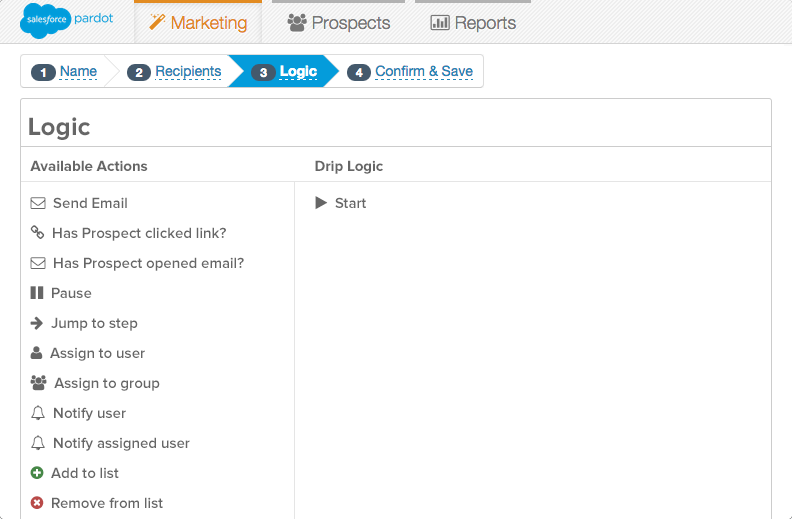 salesforce pardot
Marketing
Prospects
Reports
1 Name
2 Recipients
3 Logic
4 Confirm & Save
Logic
Available Actions
Drip Logic
Send Email
Start
Has Prospect clicked link?
Has Prospect opened email?
Pause
Jump to step
Assign to user
Assign to group
Notify user
Notify assigned user
Add to list
Remove from list